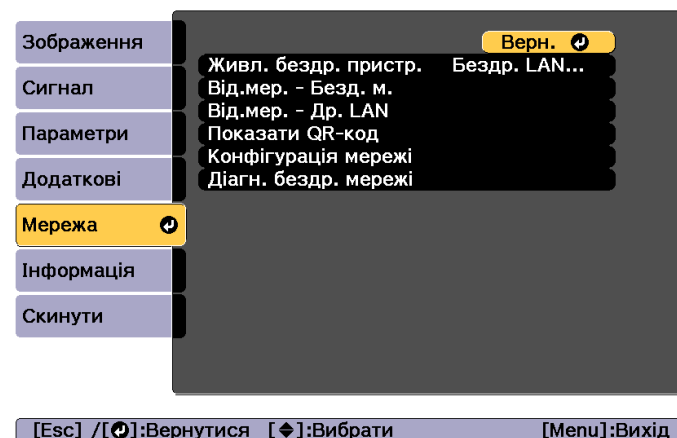 Зображення
Сигнал
Параметри
Додаткові
Мережа
Інформація
Скинути
Верн.
Живл. бездр. пристр. Бездр. LAN...
Від.мер. - Безд. м.
Від.мер. - Др. LAN
Показати QR-код
Конфігурація мережі
Діагн. бездр. мережі
[Esc] /[]:Вернутися []:Вибрати [Menu]:Вихід